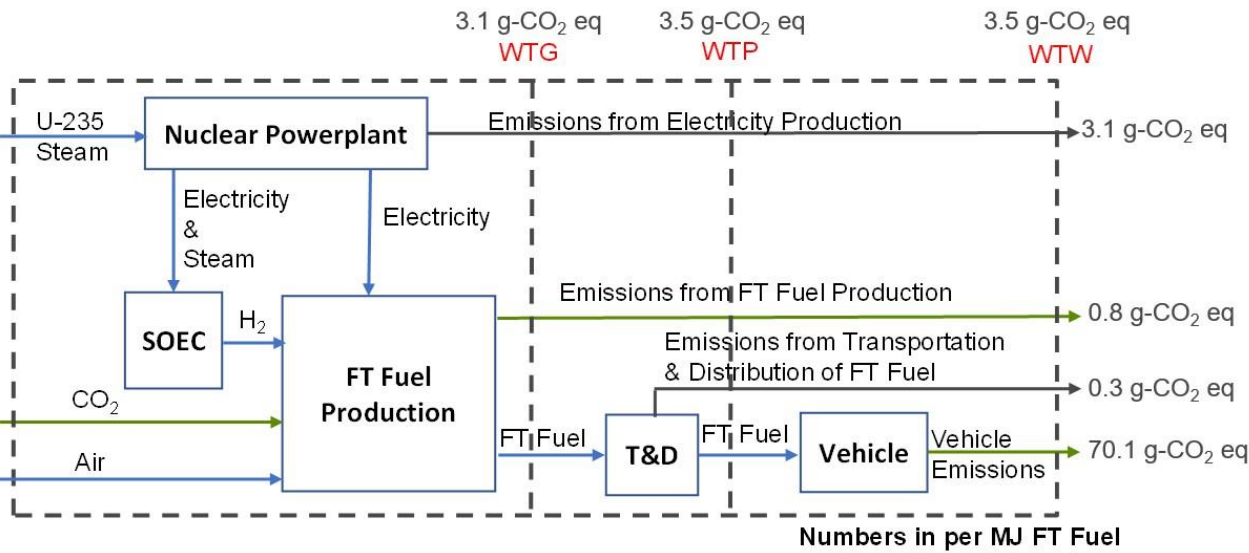 3.1 g-CO₂ eq
WTG
3.5 g-CO₂ eq
WTP
3.5 g-CO₂ eq
WTW
U-235
Steam
Nuclear Powerplant
Emissions from Electricity Production
3.1 g-CO₂ eq
Electricity
&
Steam
Electricity
SOEC
H₂
FT Fuel
Production
Emissions from FT Fuel Production
0.8 g-CO₂ eq
Emissions from Transportation
& Distribution of FT Fuel
0.3 g-CO₂ eq
CO₂
Air
FT Fuel
T&D
FT Fuel
Vehicle
Vehicle
Emissions
70.1 g-CO₂ eq
Numbers in per MJ FT Fuel